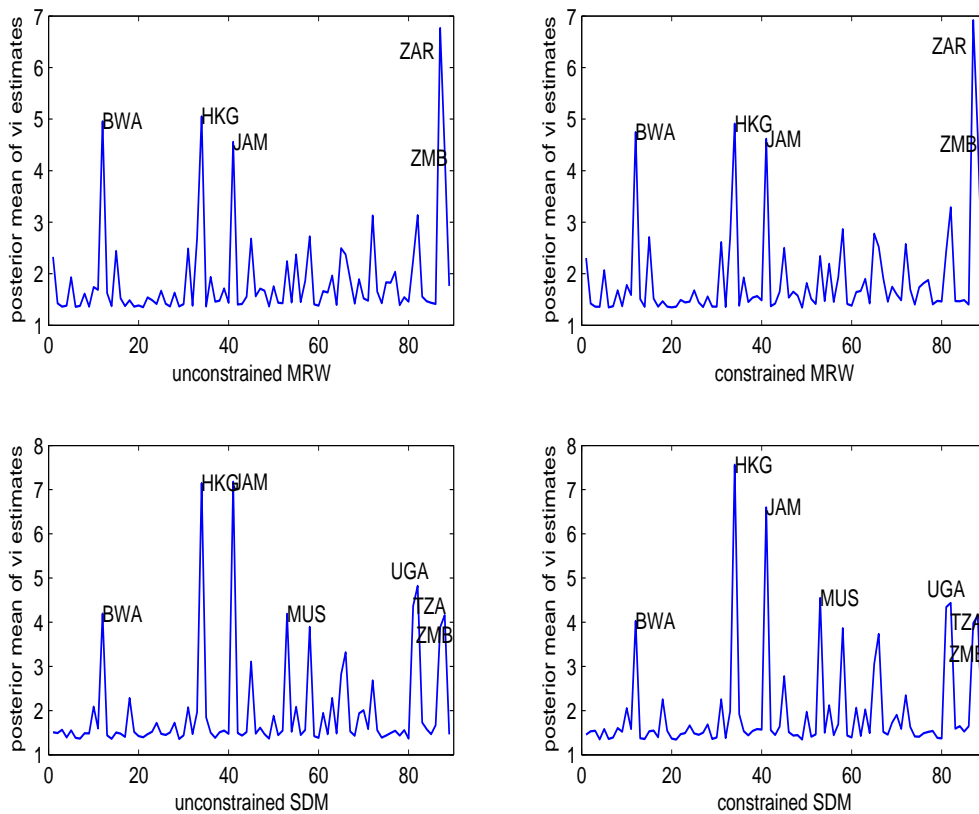 7
6
5
4
3
2
1
0
20
40
60
80
posterior mean of vi estimates
unconstrained MRW
BWA
HKG
JAM
ZAR
ZMB
7
6
5
4
3
2
1
0
20
40
60
80
posterior mean of vi estimates
constrained MRW
BWA
HKG
JAM
ZAR
ZMB
8
7
6
5
4
3
2
1
0
20
40
60
80
posterior mean of vi estimates
unconstrained SDM
BWA
HKG
JAM
MUS
UGA
TZA
ZMB
8
7
6
5
4
3
2
1
0
20
40
60
80
posterior mean of vi estimates
constrained SDM
BWA
HKG
JAM
MUS
UGA
TZA
ZMB